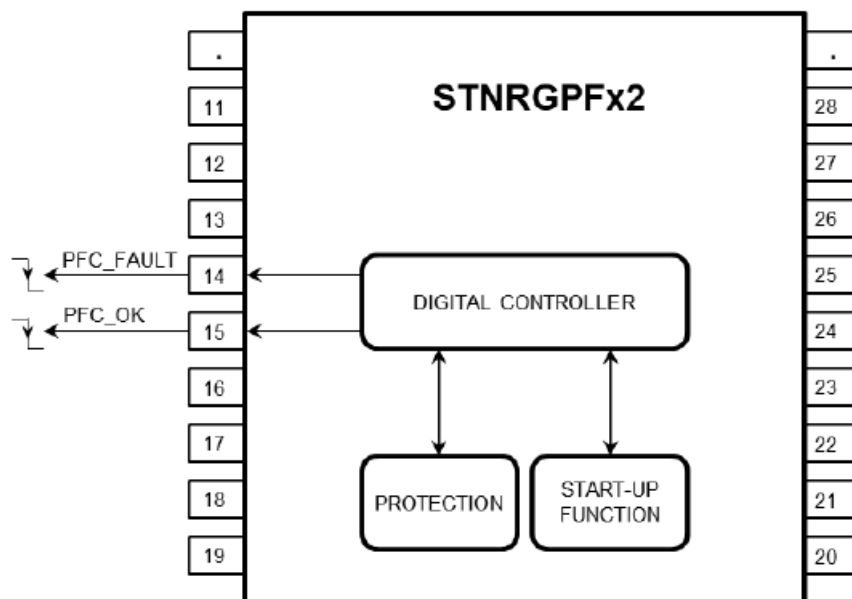 .
.
STNRGPFx2
11
28
12
27
13
26
PFC_FAULT
14
25
DIGITAL CONTROLLER
PFC_OK
15
24
16
23
17
22
PROTECTION
START-UP
FUNCTION
18
21
19
20